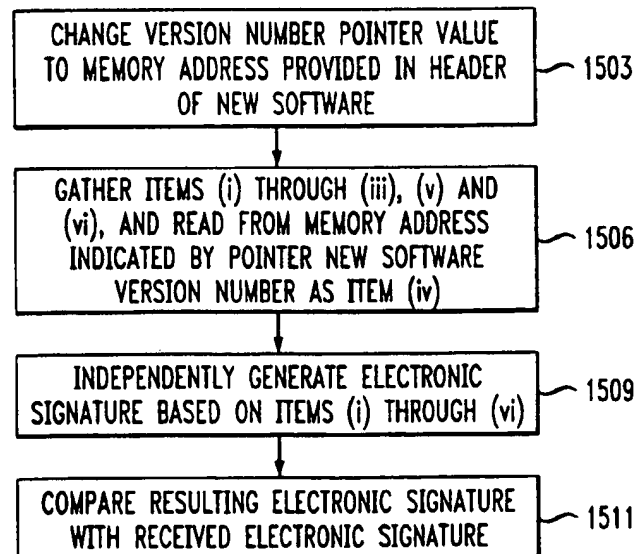 CHANGE VERSION NUMBER POINTER VALUE
TO MEMORY ADDRESS PROVIDED IN HEADER
OF NEW SOFTWARE
1503
GATHER ITEMS (i) THROUGH (iii), (v) AND
(vi), AND READ FROM MEMORY ADDRESS
INDICATED BY POINTER NEW SOFTWARE
VERSION NUMBER AS ITEM (iv)
1506
INDEPENDENTLY GENERATE ELECTRONIC
SIGNATURE BASED ON ITEMS (i) THROUGH (vi)
1509
COMPARE RESULTING ELECTRONIC SIGNATURE
WITH RECEIVED ELECTRONIC SIGNATURE
1511